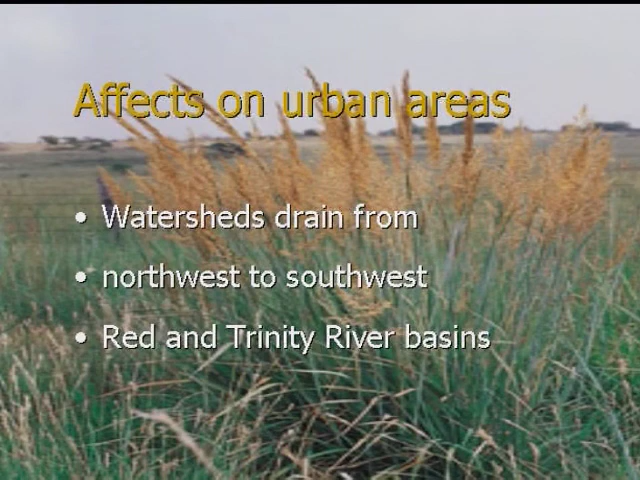 Affects on urban areas
• Watersheds drain from
• northwest to southwest
• Red and Trinity River basins